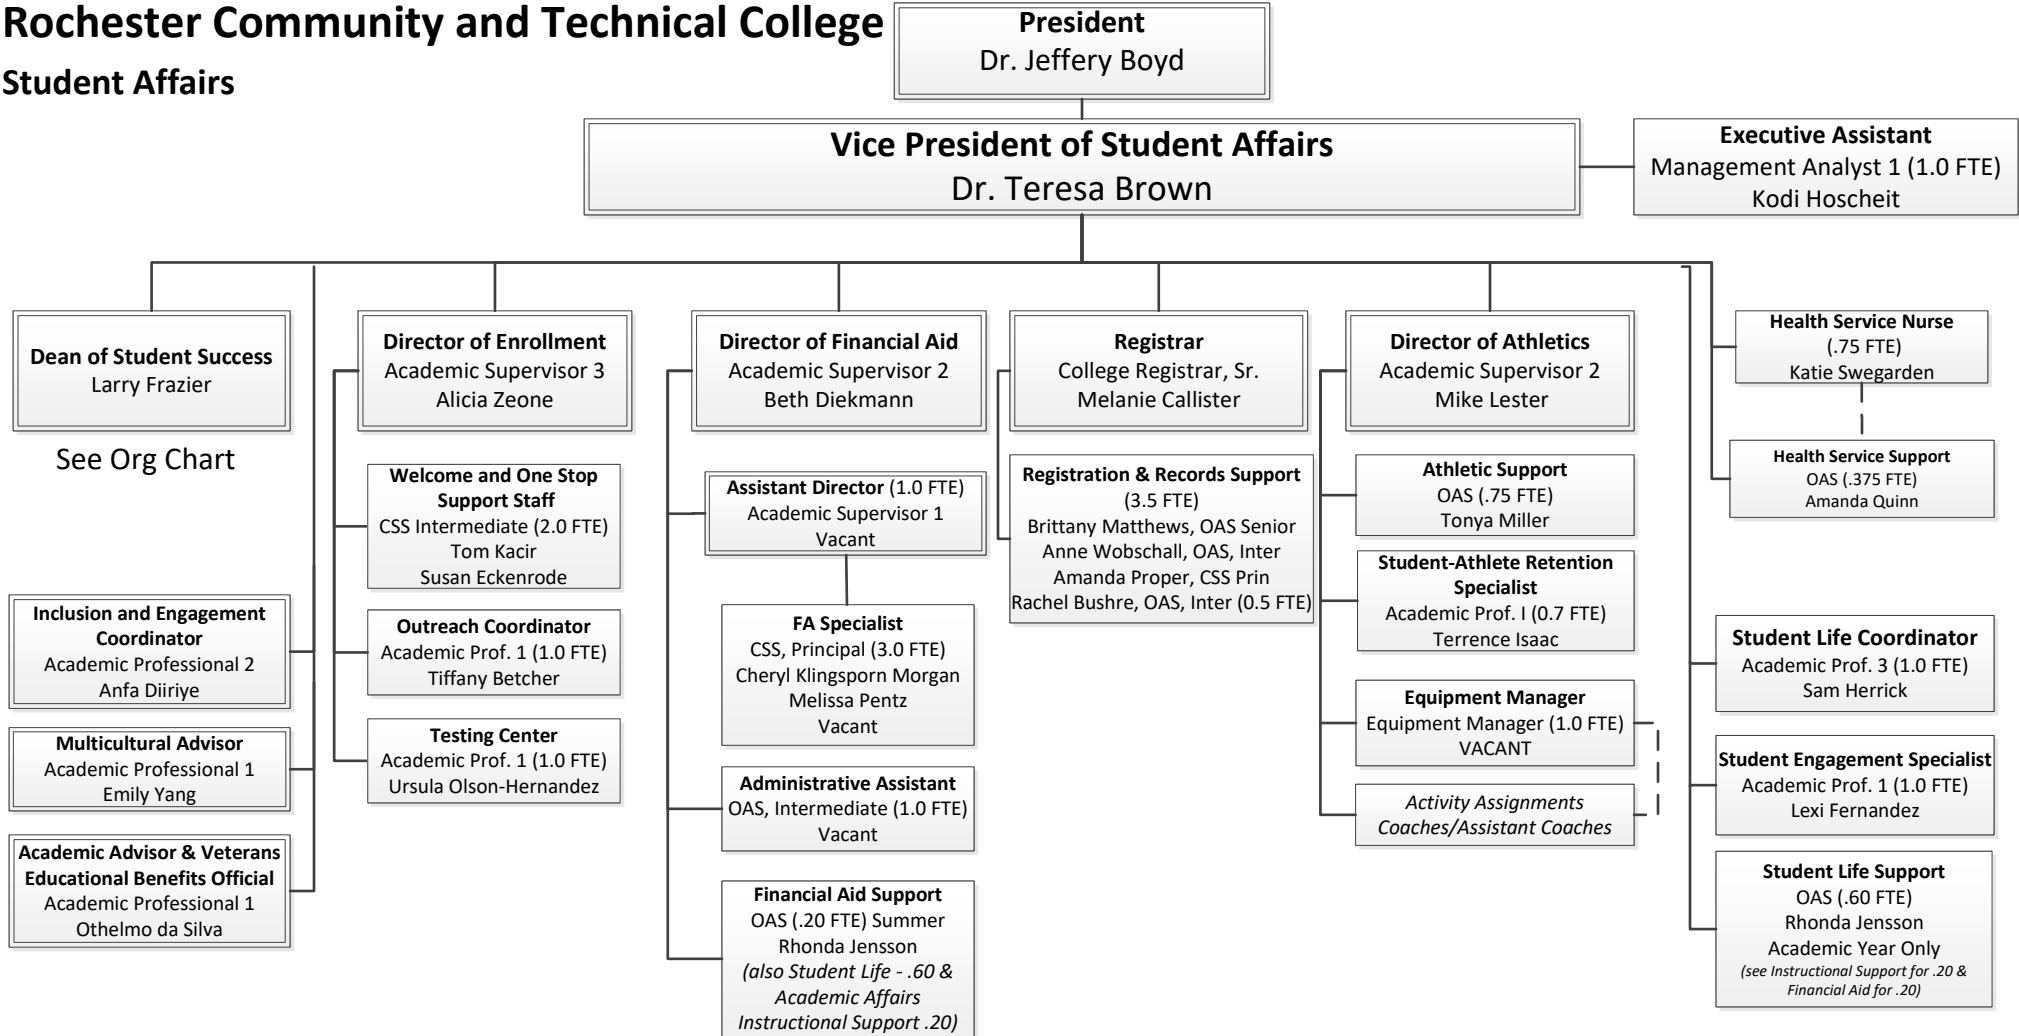 Rochester Community and Technical College
Student Affairs
President
Dr. Jeffery Boyd
Vice President of Student Affairs
Dr. Teresa Brown
Executive Assistant
Management Analyst 1 (1.0 FTE)
Kodi Hoscheit
Dean of Student Success
Larry Frazier
See Org Chart
Inclusion and Engagement
Coordinator
Academic Professional 2
Anfa Diiriye
Multicultural Advisor
Academic Professional 1
Emily Yang
Academic Advisor & Veterans
Educational Benefits Official
Academic Professional 1
Othelmo da Silva
Director of Enrollment
Academic Supervisor 3
Alicia Zeone
Welcome and One Stop
Support Staff
CSS Intermediate (2.0 FTE)
Tom Kacir
Susan Eckenrode
Outreach Coordinator
Academic Prof. 1 (1.0 FTE)
Tiffany Betcher
Testing Center
Academic Prof. 1 (1.0 FTE)
Ursula Olson-Hernandez
Director of Financial Aid
Academic Supervisor 2
Beth Diekmann
Assistant Director (1.0 FTE)
Academic Supervisor 1
Vacant
FA Specialist
CSS, Principal (3.0 FTE)
Cheryl Klingsporn Morgan
Melissa Pentz
Vacant
Administrative Assistant
OAS, Intermediate (1.0 FTE)
Vacant
Financial Aid Support
OAS (.20 FTE) Summer
Rhonda Jensson
(also Student Life - .60 &
Academic Affairs
Instructional Support .20)
Registrar
College Registrar, Sr.
Melanie Callister
Registration & Records Support
(3.5 FTE)
Brittany Matthews, OAS Senior
Anne Wobschall, OAS, Inter
Amanda Proper, CSS Prin
Rachel Bushre, OAS, Inter (0.5 FTE)
Director of Athletics
Academic Supervisor 2
Mike Lester
Athletic Support
OAS (.75 FTE)
Tonya Miller
Student-Athlete Retention
Specialist
Academic Prof. I (0.7 FTE)
Terrence Isaac
Equipment Manager
Equipment Manager (1.0 FTE)
VACANT
Activity Assignments
Coaches/Assistant Coaches
Health Service Nurse
(.75 FTE)
Katie Swegarden
Health Service Support
OAS (.375 FTE)
Amanda Quinn
Student Life Coordinator
Academic Prof. 3 (1.0 FTE)
Sam Herrick
Student Engagement Specialist
Academic Prof. 1 (1.0 FTE)
Lexi Fernandez
Student Life Support
OAS (.60 FTE)
Rhonda Jensson
Academic Year Only
(see Instructional Support for .20 &
Financial Aid for .20)